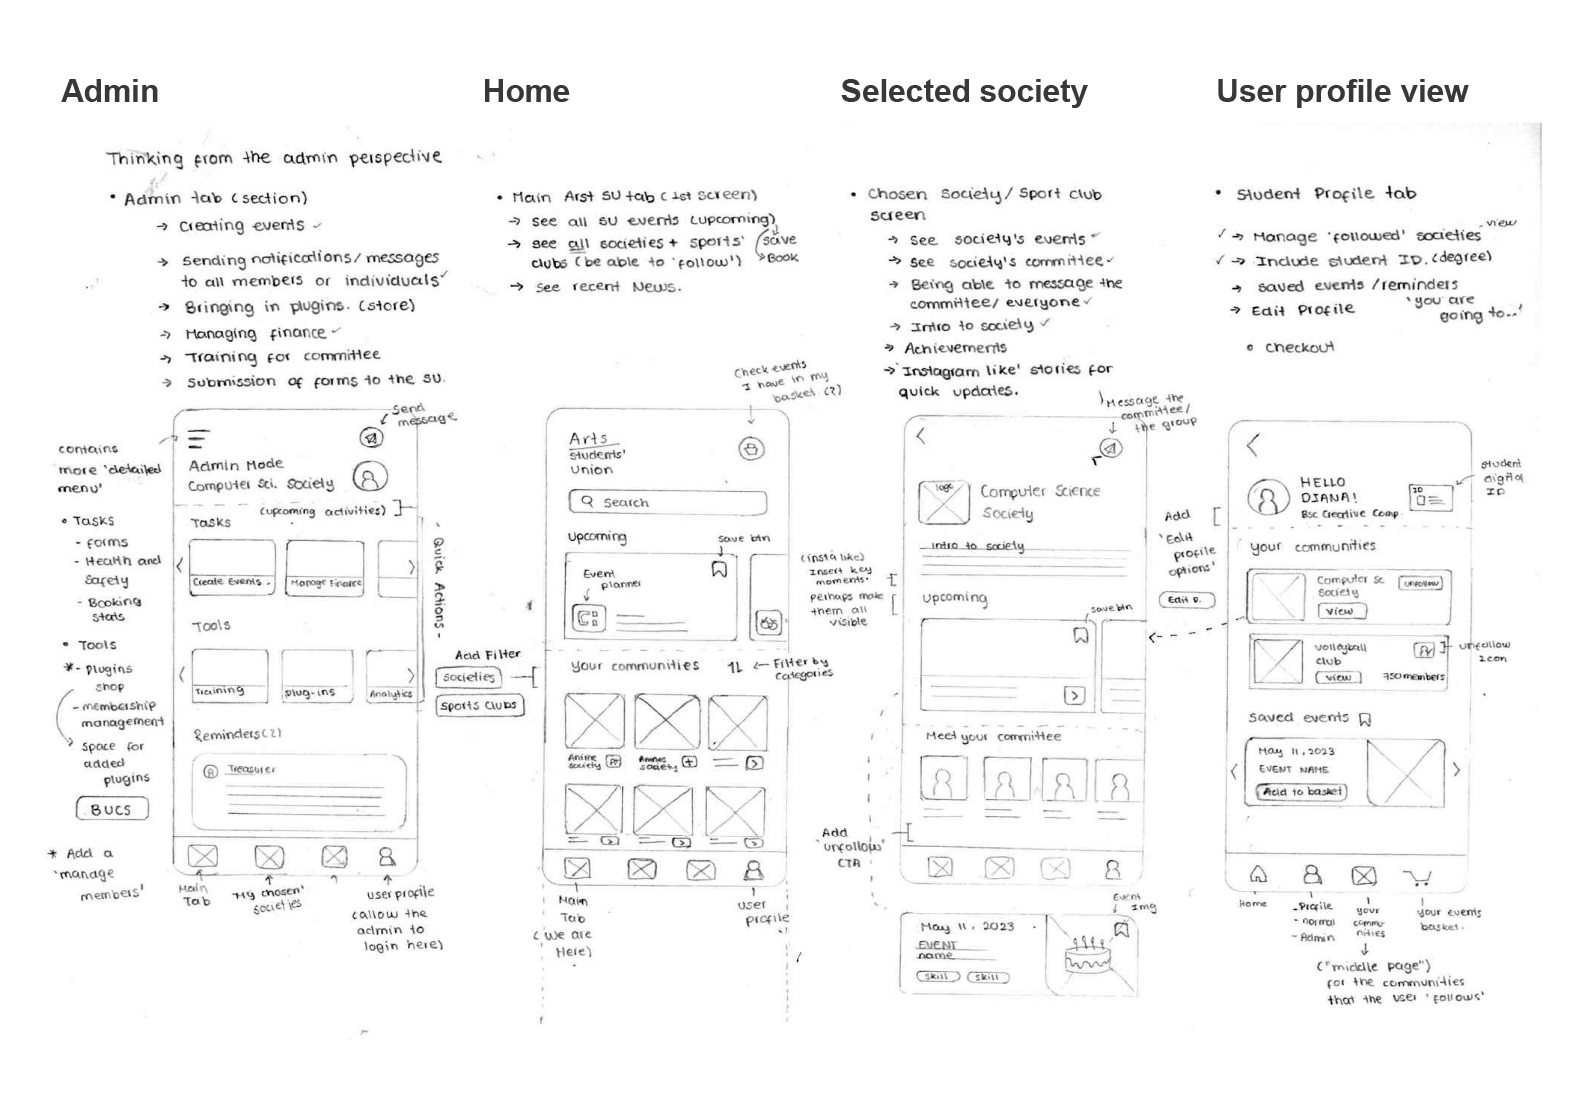 Admin
Home
Selected society
User profile view
Thinking from the admin perspective
• Admin tab (section)
→ Creating events ✓
→ sending notifications/messages
to all members or individuals ✓
→ Bringing in plugins. (store)
→ Managing finance ✓
→ Training for committee
→ Submission of forms to the SU.
send
message
contains
more 'detailed
menu'
• Tasks
- forms
- Health and
safety
- Booking
stats
• Tools
*- plugins
shop
- membership
management
space for
added
plugins
BUCS
* Add a
'manage
members'
Admin Mode
Computer Sci. Society
(upcoming activities)
Tasks
Create Events.
Manage Finance
Tools
Training
plug-ins
Analytics
Reminders(2)
Treasurer
- Quick Actions -
Main
Tab
'My chosen'
societies
?
user profile
(allow the
admin to
login here)
• Main Arst SU tab (1st screen)
→ see all SU events (upcoming)
→ see all societies + sports'
clubs (be able to 'follow')
save
Book
→ see recent News.
Check events
I have in my
basket (?)
Arts
students'
union
Search
upcoming
save btn
Event
planner
Add Filter
societies
sports clubs
your communities
← Filter by
categories
Anime
society
society
Main
Tab
(we are
Here)
user
profile
• Chosen Society/ Sport club
screen
→ See society's events ✓
→ see society's committee ✓
→ Being able to message the
committee/ everyone ✓
→ Intro to society ✓
→ Achievements
→ 'Instagram like' stories for
quick updates.
Message the
committee/
the group
logo
Computer Science
Society
intro to society
(insta like)
Insert key
moments.
perhaps make
them all
visible
upcoming
save btn
Meet your committee
Add
'unfollow'
CTA
Event
Img
May 11, 2023
EVENT
name
skill
skill
• Student Profile tab
view
✓ → Manage 'followed' societies
✓ → Include student ID. (degree)
→ saved events /reminders
→ Edit Profile
'you are
going to..'
• checkout
student
digital
ID
HELLO
DIANA!
Bsc Creative Comp
ID
Add
'Edit
profile
options'
Edit P.
your communities
Computer Sc
Society
unfollow
view
volleyball
club
view
750 members
unfollow
icon
saved events
May 11, 2023
EVENT NAME
Add to basket
Home
- Profile
- normal
- Admin
your
commu-
nities
your events
basket.
("middle page")
for the communities
that the user 'follows'